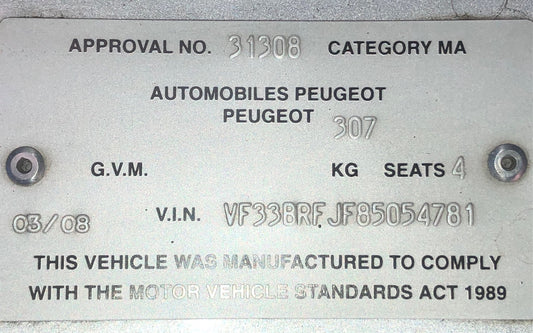 APPROVAL NO. 31308 CATEGORY MA
AUTOMOBILES PEUGEOT
PEUGEOT 307
G.V.M. KG SEATS 4
03/08 V.I.N. VF33BRFJF85054781
THIS VEHICLE WAS MANUFACTURED TO COMPLY
WITH THE MOTOR VEHICLE STANDARDS ACT 1989